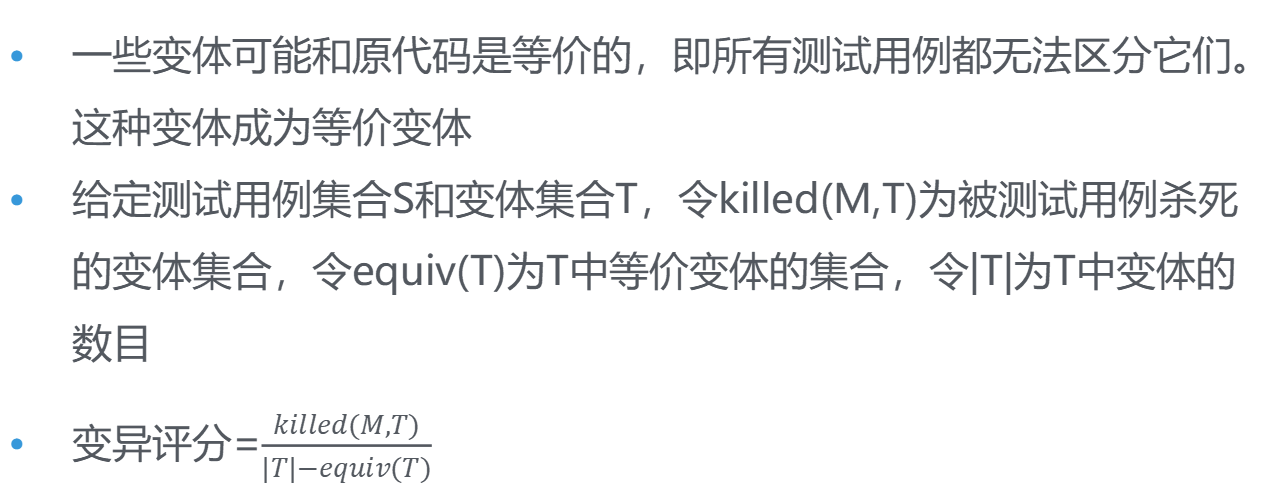 • 一些变体可能和原代码是等价的，即所有测试用例都无法区分它们。
这种变体成为等价变体
• 给定测试用例集合S和变体集合T，令killed(M,T)为被测试用例杀死
的变体集合，令equiv(T)为T中等价变体的集合，令|T|为T中变体的
数目
• 变异评分=killed(M,T)
|T|−equiv(T)